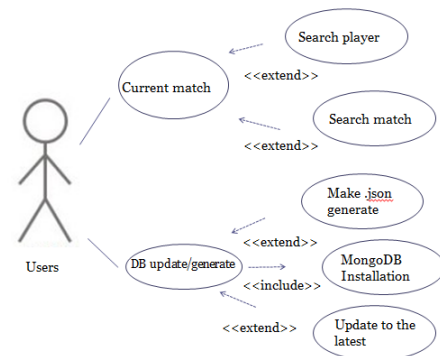 Search player
Current match
<<extend>>
Search match
<<extend>>
Make .json
generate
<<extend>>
Users
DB update/generate
MongoDB
Installation
<<include>>
<<extend>>
Update to the
latest